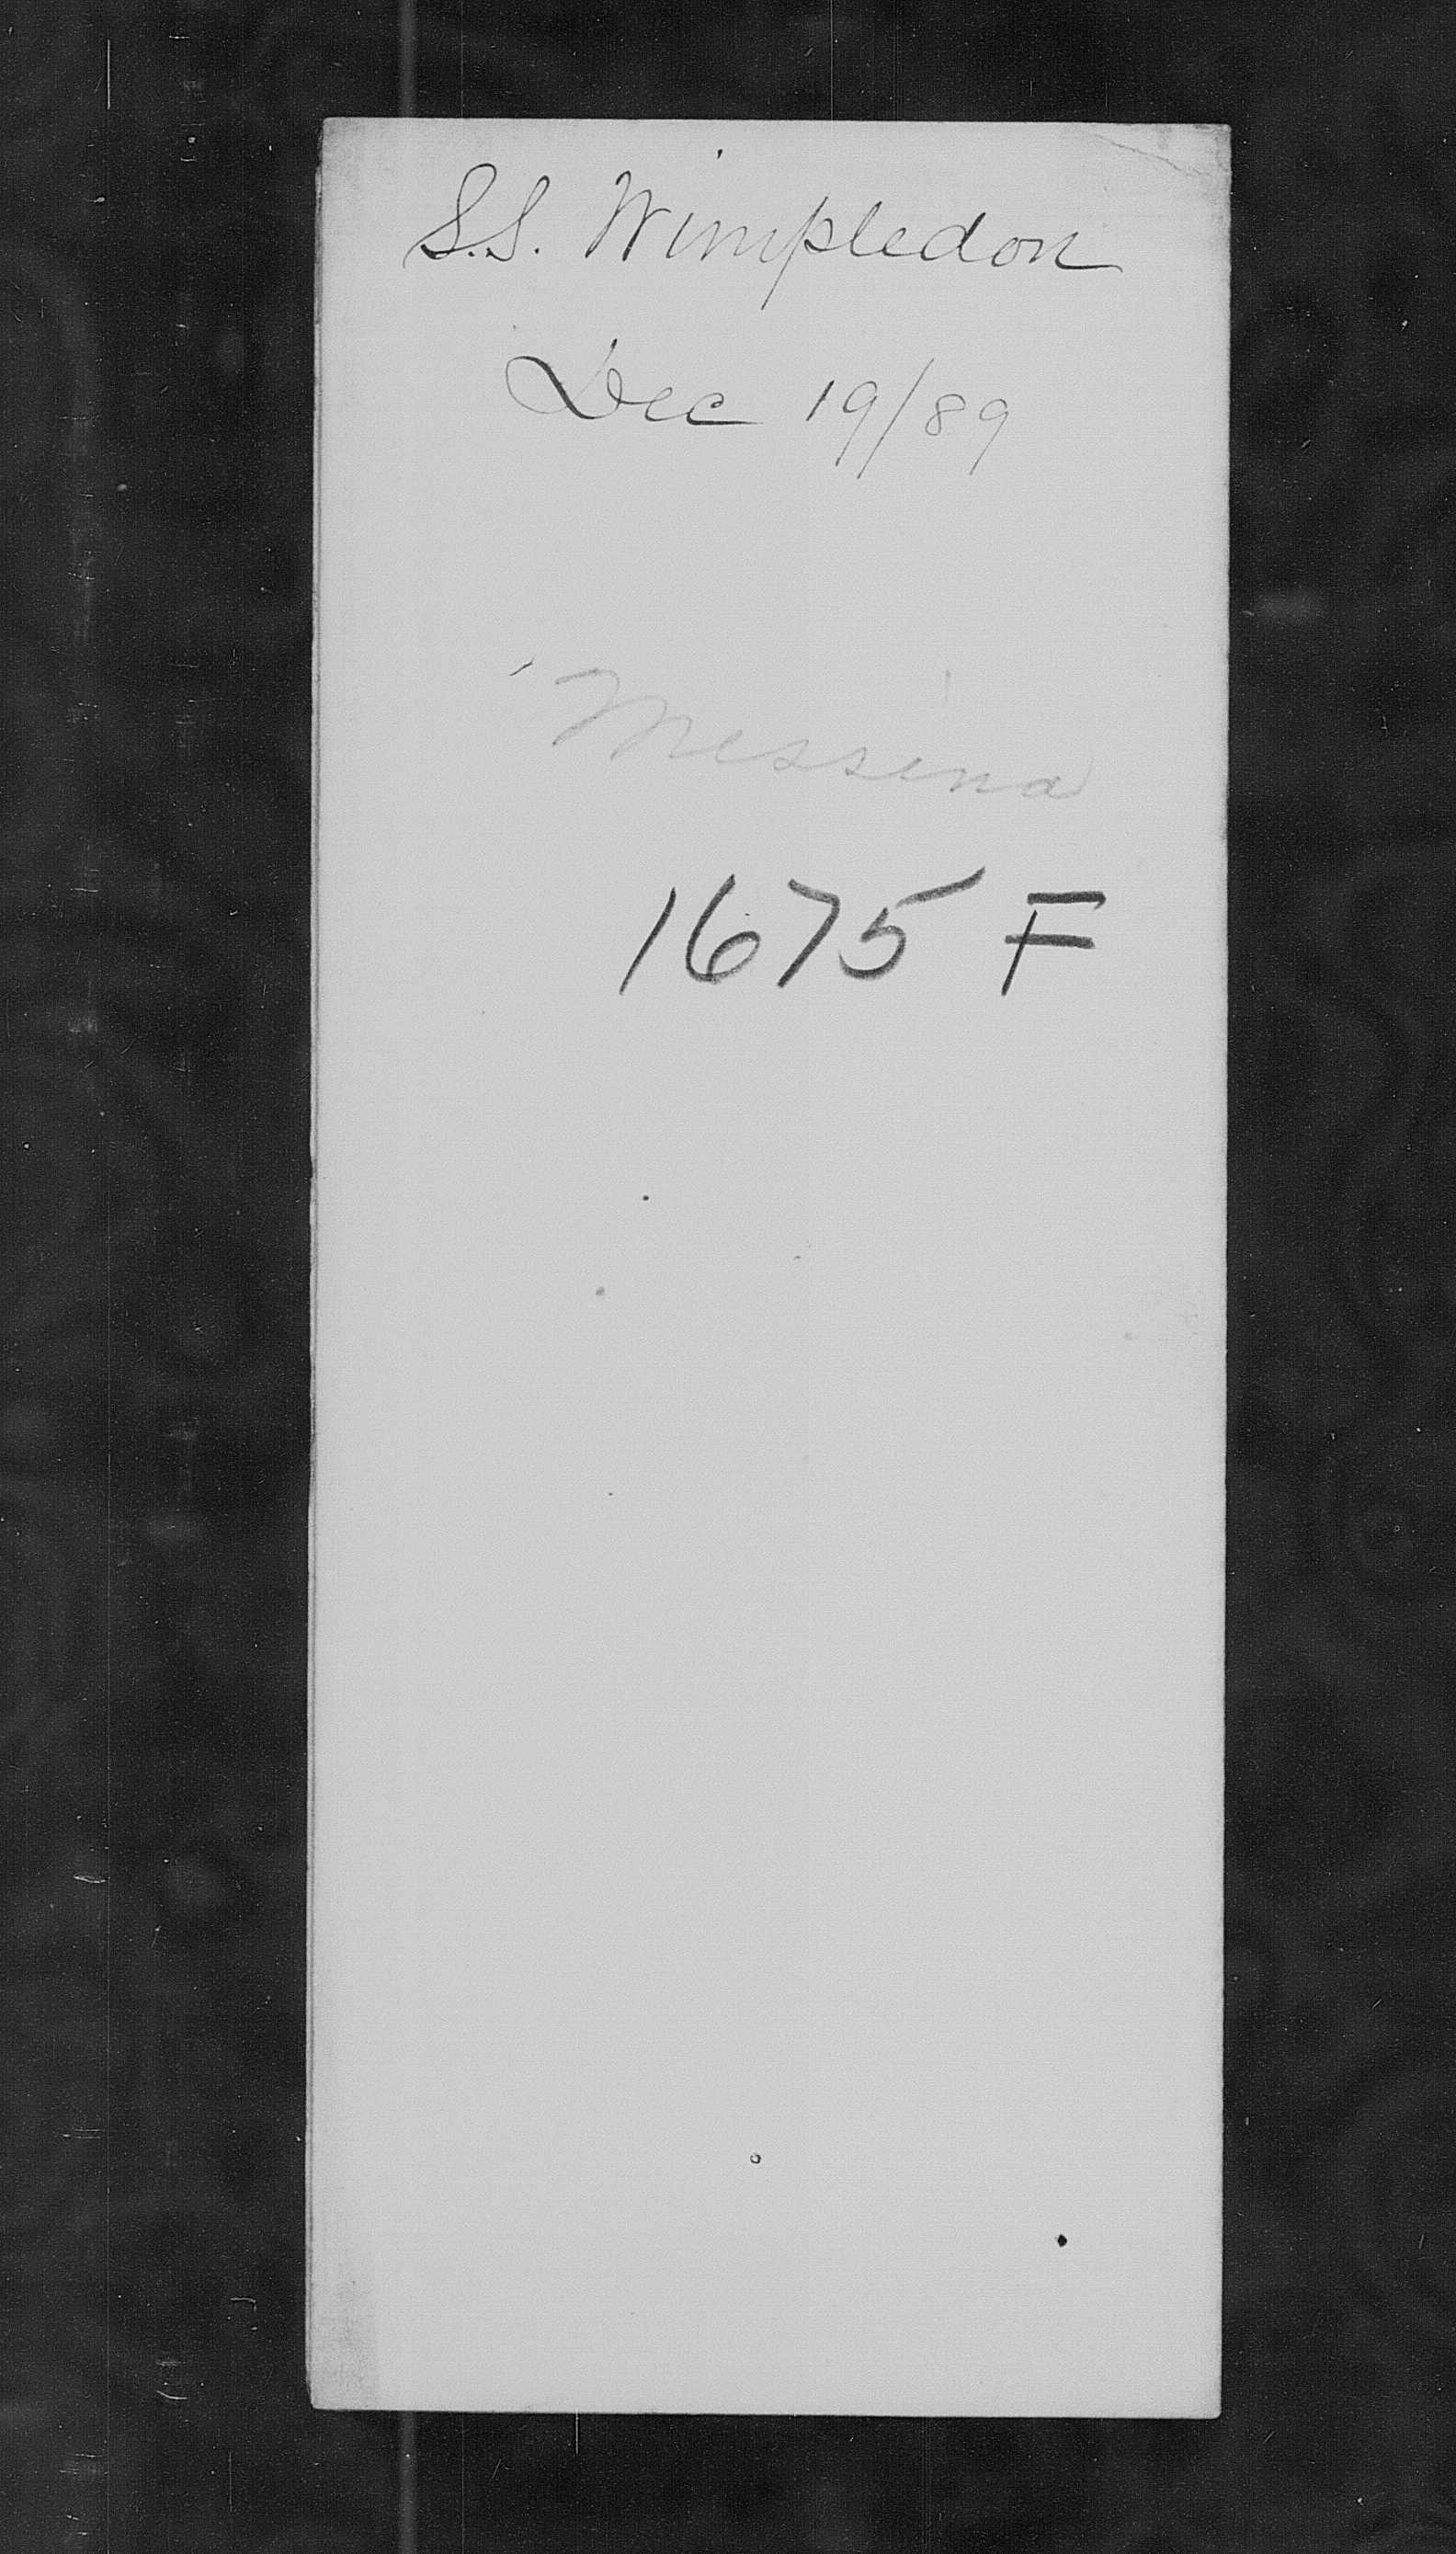 S.S. Wimpledon
Dec 19/89
Messina
1675 F